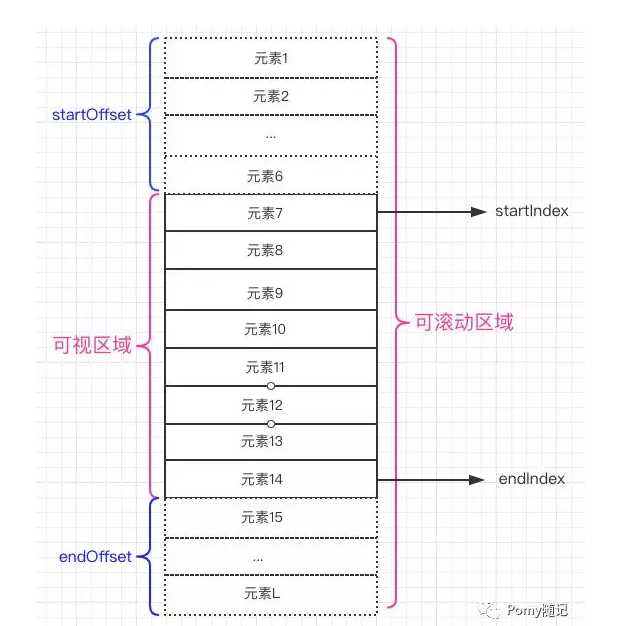 元素1
元素2
startOffset
...
元素6
元素7
startIndex
元素8
元素9
可滚动区域
元素10
可视区域
元素11
元素12
元素13
元素14
endIndex
元素15
endOffset
...
元素L
Pomy随记